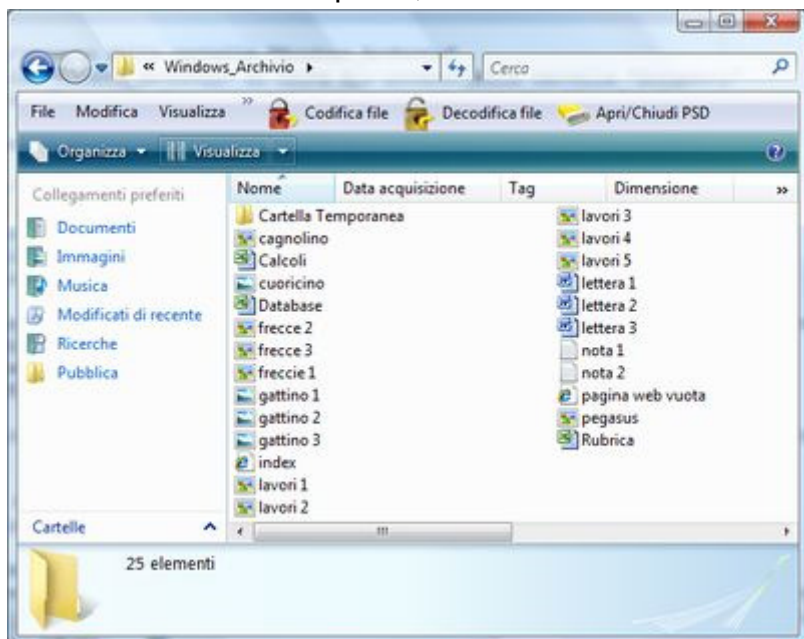 « Windows_Archivio
Cerca
File Modifica Visualizza » Codifica file Decodifica file Apri/Chiudi PSD
Organizza Visualizza
Collegamenti preferiti
Documenti
Immagini
Musica
Modificati di recente
Ricerche
Pubblica
Cartelle
Nome Data acquisizione Tag Dimensione »
Cartella Temporanea
cagnolino
Calcoli
cuoricino
Database
frecce 2
frecce 3
freccie 1
gattino 1
gattino 2
gattino 3
index
lavori 1
lavori 2
lavori 3
lavori 4
lavori 5
lettera 1
lettera 2
lettera 3
nota 1
nota 2
pagina web vuota
pegasus
Rubrica
25 elementi